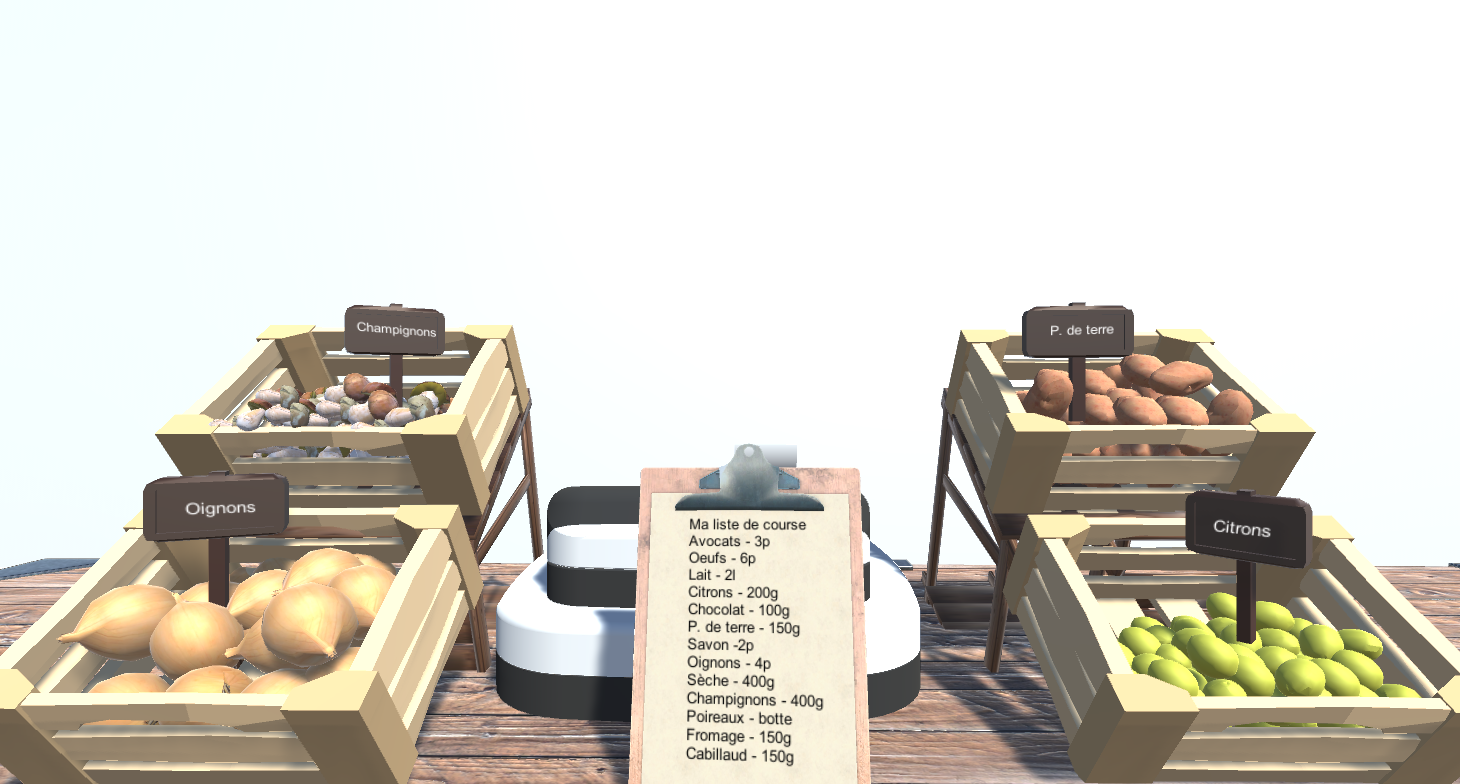 Champignons
P. de terre
Oignons
Citrons
Ma liste de course
Avocats - 3p
Oeufs - 6p
Lait - 2l
Citrons - 200g
Chocolat - 100g
P. de terre - 150g
Savon -2p
Oignons - 4p
Sèche - 400g
Champignons - 400g
Poireaux - botte
Fromage - 150g
Cabillaud - 150g